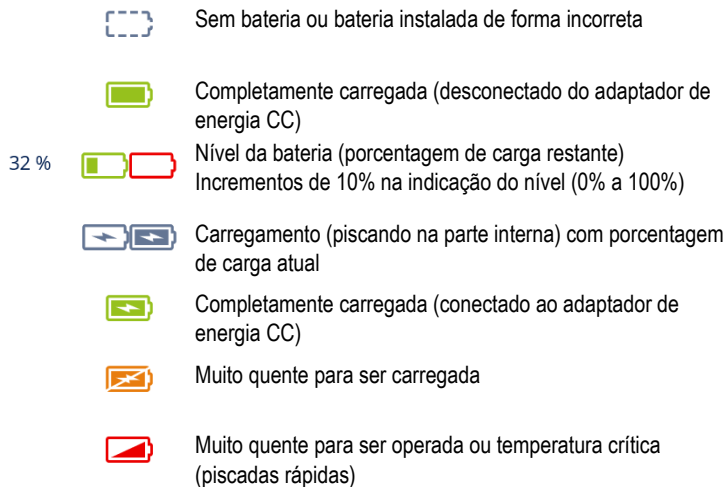 Sem bateria ou bateria instalada de forma incorreta
Completamente carregada (desconectado do adaptador de
energia CC)
32 %
Nível da bateria (porcentagem de carga restante)
Incrementos de 10% na indicação do nível (0% a 100%)
Carregamento (piscando na parte interna) com porcentagem
de carga atual
Completamente carregada (conectado ao adaptador de
energia CC)
Muito quente para ser carregada
Muito quente para ser operada ou temperatura crítica
(piscadas rápidas)